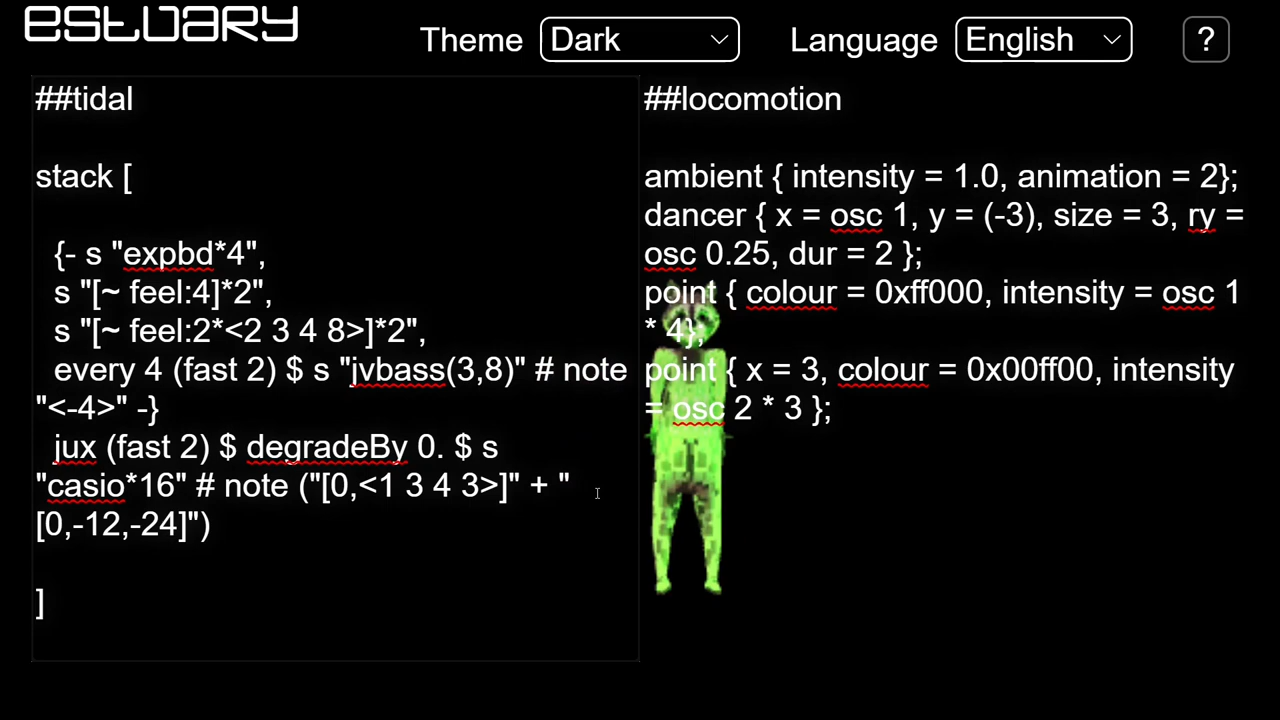 estuary
Theme Dark Language English ?
##tidal
stack [
{- s "expbd*4",
s "[~ feel:4]*2",
s "[~ feel:2*<2 3 4 8>]*2",
every 4 (fast 2) $ s "jvbass(3,8)" # note
"<-4>" -}
jux (fast 2) $ degradeBy 0. $ s
"casio*16" # note ("[0,<1 3 4 3>]" + "
[0,-12,-24]")
]
##locomotion
ambient { intensity = 1.0, animation = 2};
dancer { x = osc 1, y = (-3), size = 3, ry =
osc 0.25, dur = 2 };
point { colour = 0xff000, intensity = osc 1
* 4};
point { x = 3, colour = 0x00ff00, intensity
= osc 2 * 3 };